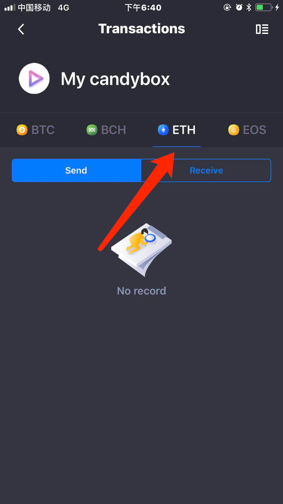 中国移动 4G 下午6:40
Transactions
My candybox
BTC BCH ETH EOS
Send Receive
No record